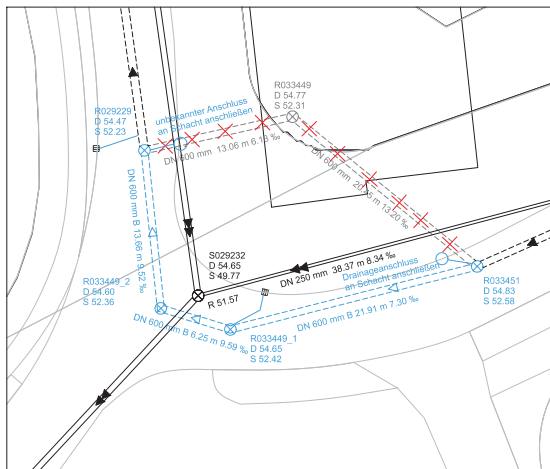 R033449
D 54.77
S 52.31
R029229
D 54.47
S 52.23
unbekannter Anschluss
an Schacht anschließen
DN 600 mm 13.06 m 6.13 ‰
DN 600 mm 20.45 m 13.20 ‰
DN 600 mm B 13.66 m 9.52 ‰
S029232
D 54.65
S 49.77
R 51.57
DN 250 mm 38.37 m 8.34 ‰
Drainageanschluss
an Schacht anschließen
R033451
D 54.83
S 52.58
R033449_2
D 54.60
S 52.36
DN 600 mm B 6.25 m 9.59 ‰
DN 600 mm B 21.91 m 7.30 ‰
R033449_1
D 54.65
S 52.42